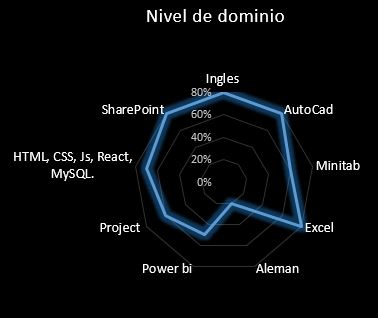 Nivel de dominio
Ingles
80%
SharePoint
AutoCad
60%
40%
HTML, CSS, Js, React,
MySQL.
20%
Minitab
0%
Project
Excel
Power bi
Aleman